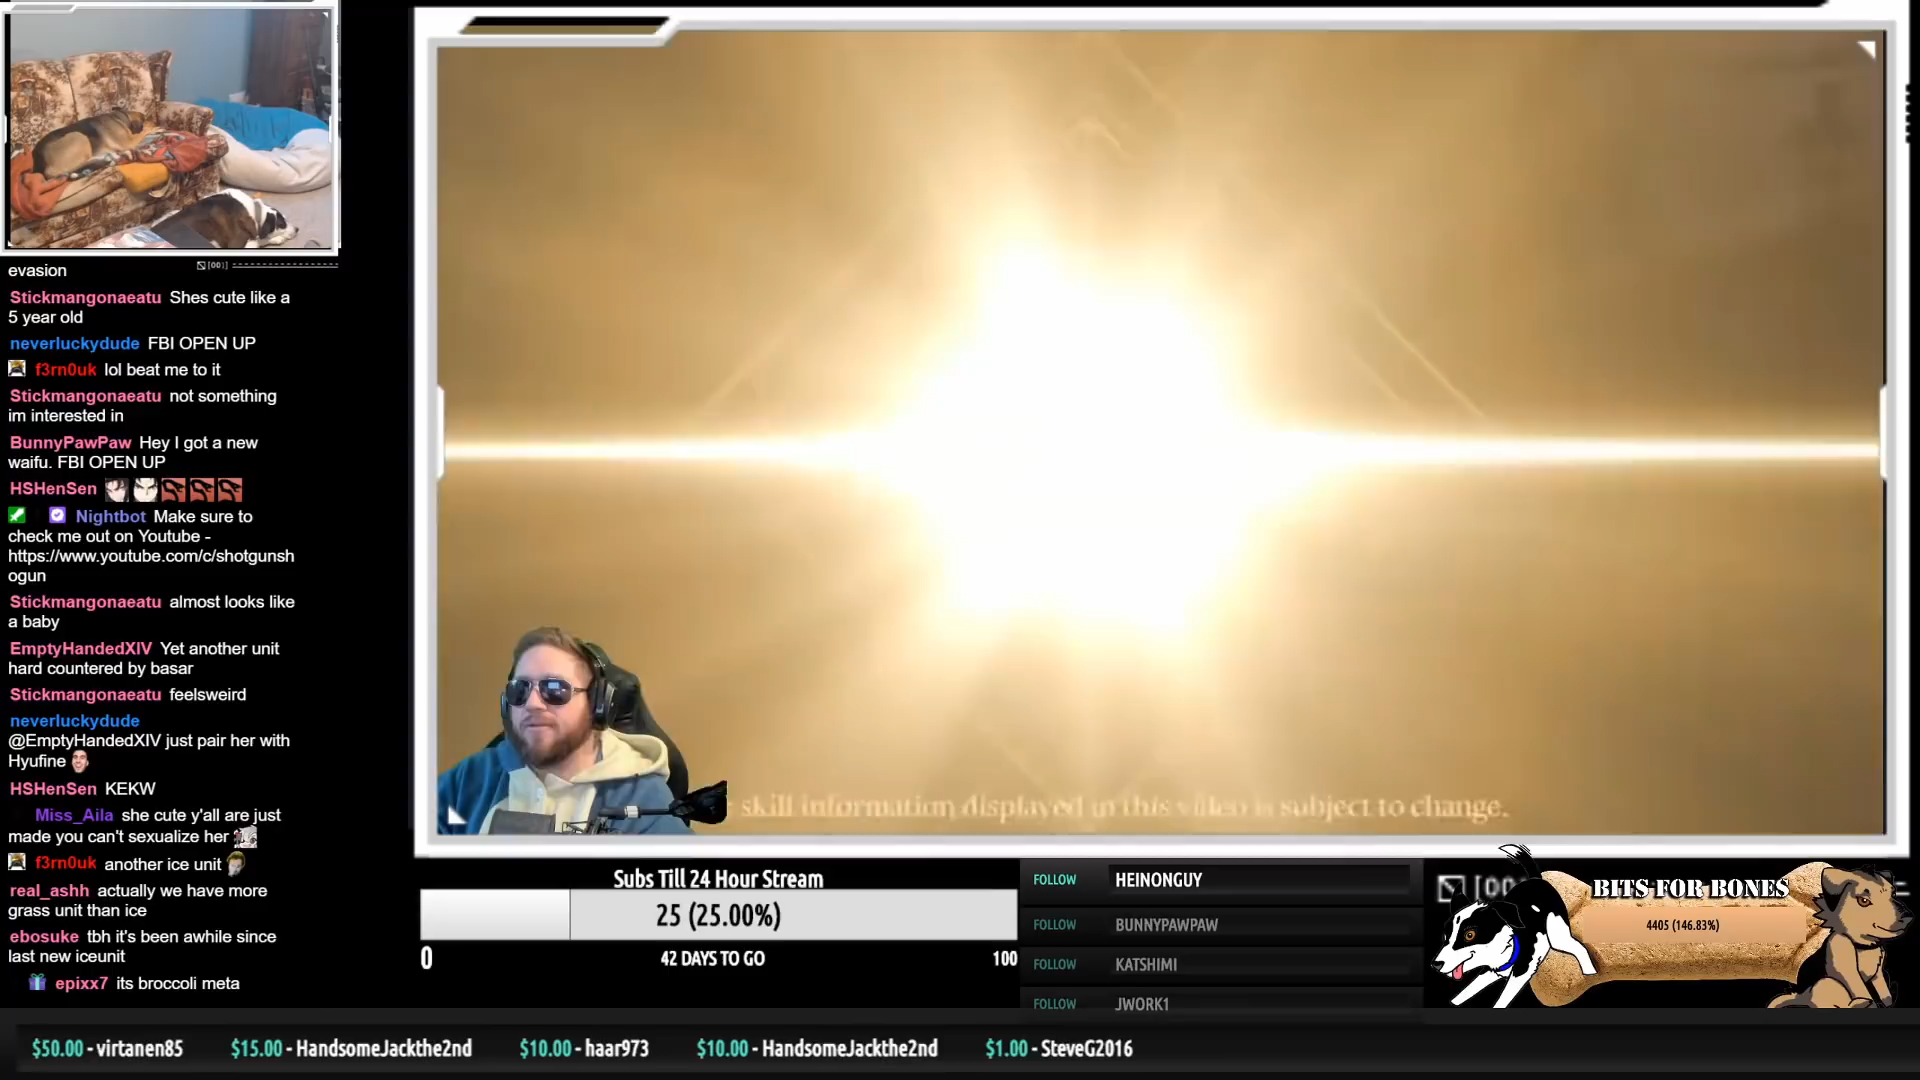 evasion
[001]
Stickmangonaeatu Shes cute like a
5 year old
neverluckydude FBI OPEN UP
f3rn0uk lol beat me to it
Stickmangonaeatu not something
im interested in
BunnyPawPaw Hey I got a new
waifu. FBI OPEN UP
HSHenSen
Nightbot Make sure to
check me out on Youtube -
https://www.youtube.com/c/shotgunsh
ogun
Stickmangonaeatu almost looks like
a baby
EmptyHandedXIV Yet another unit
hard countered by basar
Stickmangonaeatu feelsweird
neverluckydude
@EmptyHandedXIV just pair her with
Hyufine
HSHenSen KEKW
Miss_Aila she cute y'all are just
made you can't sexualize her
f3rn0uk another ice unit
real_ashh actually we have more
grass unit than ice
ebosuke tbh it's been awhile since
last new iceunit
epixx7 its broccoli meta
skill information displayed in this video is subject to change.
Subs Till 24 Hour Stream
25 (25.00%)
0 42 DAYS TO GO 100
FOLLOW HEINONGUY
FOLLOW BUNNYPAWPAW
FOLLOW KATSHIMI
FOLLOW JWORK1
BITS FOR BONES
4405 (146.83%)
$50.00 - virtanen85 $15.00 - HandsomeJackthe2nd $10.00 - haar973 $10.00 - HandsomeJackthe2nd $1.00 - SteveG2016